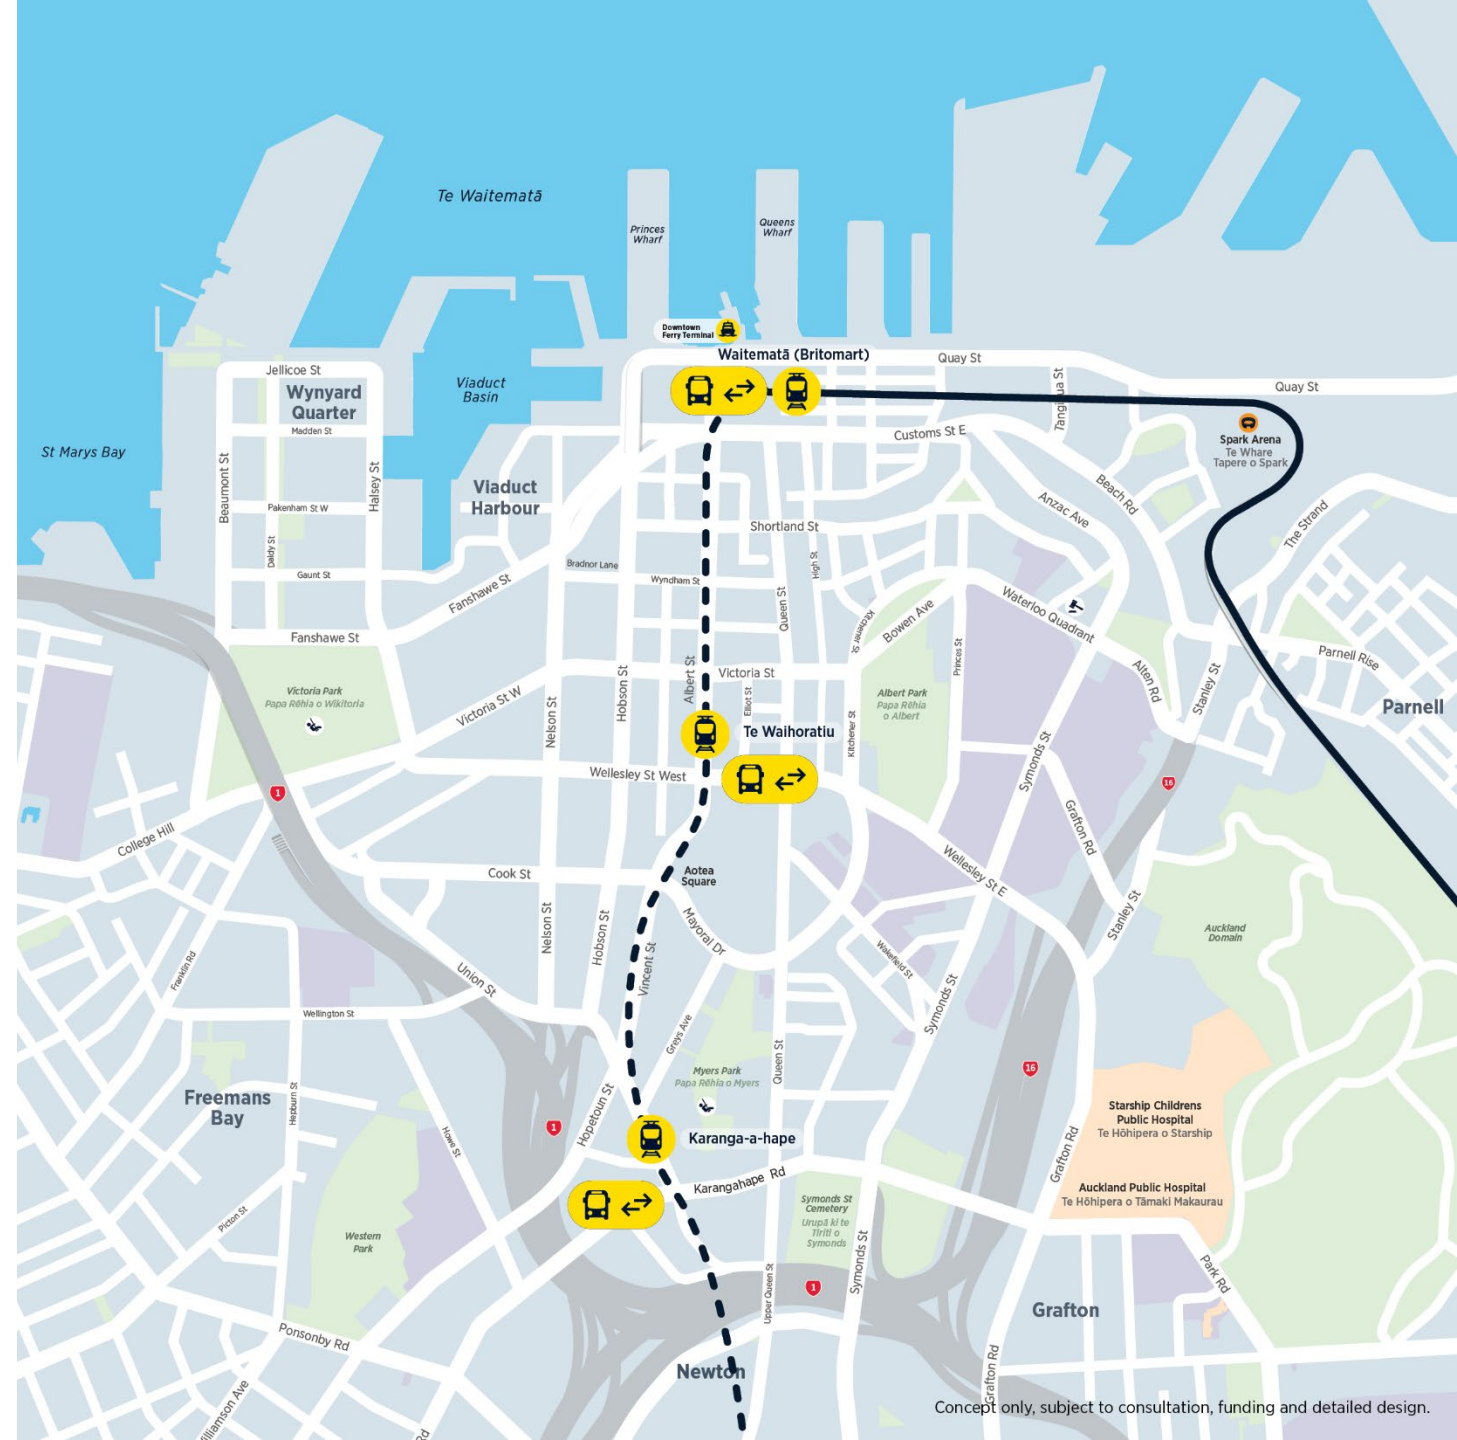 Te Waitematā
Princes
Wharf
Queens
Wharf
Downtown
Ferry Terminal
Waitematā (Britomart)
Quay St
Quay St
Jellicoe St
Wynyard
Quarter
Viaduct
Basin
Tangihua St
Spark Arena
Te Whare
Tapere o Spark
St Marys Bay
Madden St
Customs St E
Beaumont St
Halsey St
Viaduct
Harbour
Beach Rd
Anzac Ave
The Strand
Pakenham St W
Shortland St
Daldy St
Gaunt St
Bradnor Lane
Wyndham St
High St
Fanshawe St
Queen St
Kitchener St
Bowen Ave
Waterloo Quadrant
Fanshawe St
Princes St
Parnell Rise
Victoria Park
Papa Rēhia o Wikitoria
Victoria St W
Nelson St
Hobson St
Albert St
Victoria St
Elliot St
Kitchener St
Albert Park
Papa Rēhia
o Albert
Alten Rd
Stanley St
Parnell
Te Waihoratiu
Symonds St
Wellesley St West
1
16
College Hill
Grafton Rd
Cook St
Aotea
Square
Wellesley St E
Nelson St
Hobson St
Mayoral Dr
Vincent St
Wakefield St
Stanley St
Auckland
Domain
Franklin Rd
Union St
Wellington St
Greys Ave
Queen St
Symonds St
Myers Park
Papa Rēhia o Myers
16
Freemans
Bay
Hepburn St
Howe St
Hopetoun St
1
Karanga-a-hape
Starship Childrens
Public Hospital
Te Hōhipera o Starship
Grafton Rd
Karangahape Rd
Auckland Public Hospital
Te Hōhipera o Tāmaki Makaurau
Picton St
Western
Park
Symonds St
Cemetery
Urupā ki te
Tiriti o
Symonds
Symonds St
Upper Queen St
1
Park Rd
Grafton
Ponsonby Rd
Newton
Grafton Rd
Concept only, subject to consultation, funding and detailed design.